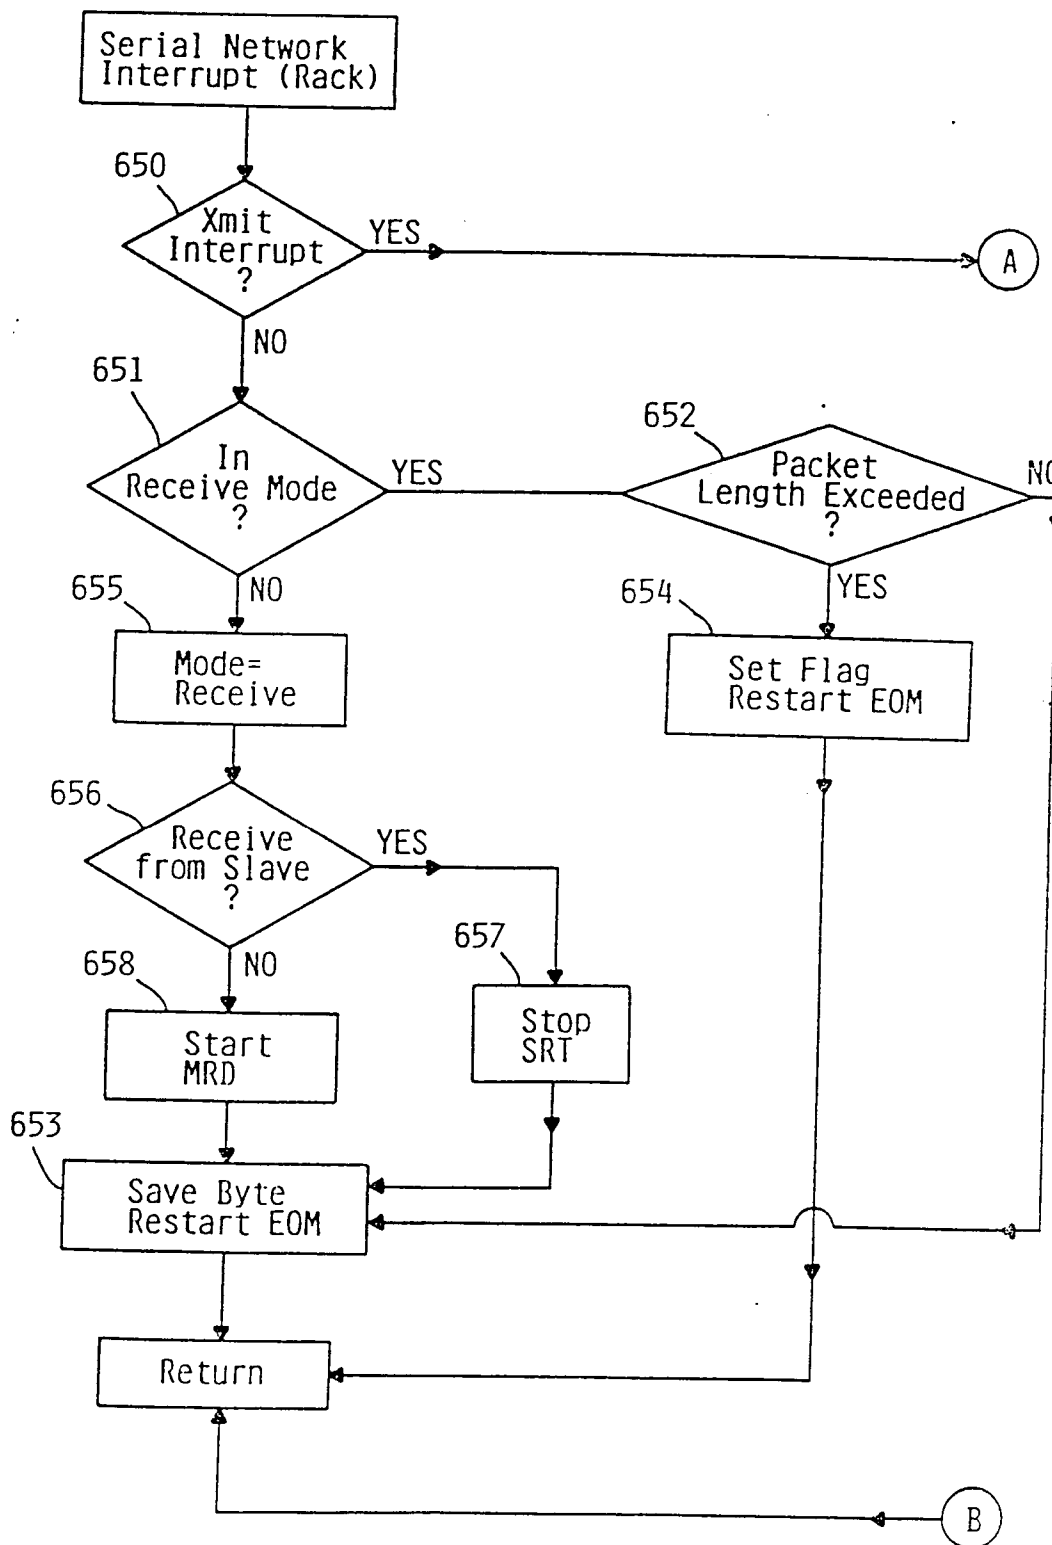 Serial Network
Interrupt (Rack)
650
Xmit
Interrupt
?
YES
A
NO
651
In
Receive Mode
?
YES
652
Packet
Length Exceeded
?
NO
NO
YES
655
Mode=
Receive
654
Set Flag
Restart EOM
656
Receive
from Slave
?
YES
NO
657
Stop
SRT
658
Start
MRD
653
Save Byte
Restart EOM
Return
B